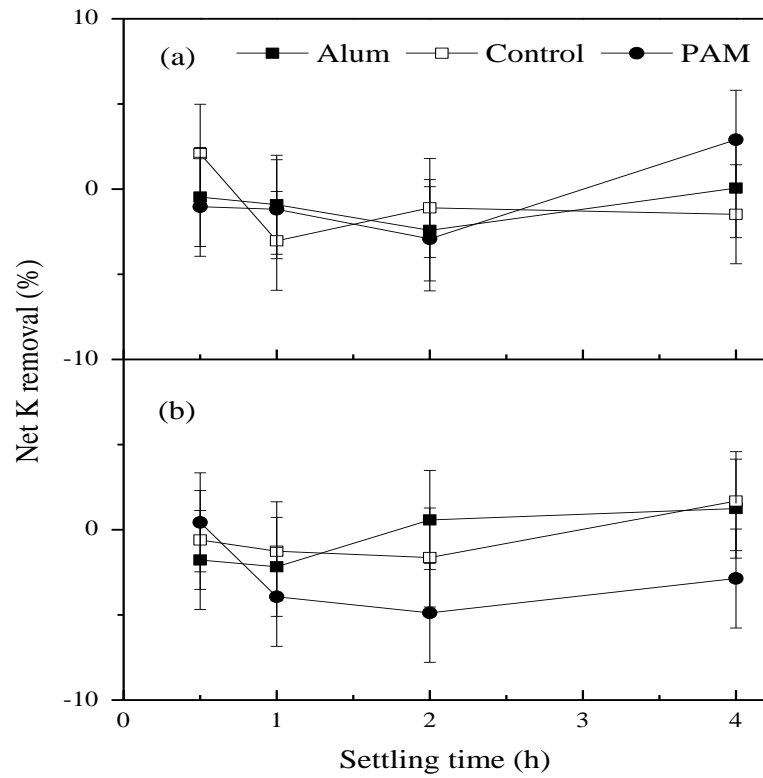 10
(a) Alum Control PAM
0
-10
Net K removal (%)
(b)
0
-10
0 1 2 3 4
Settling time (h)